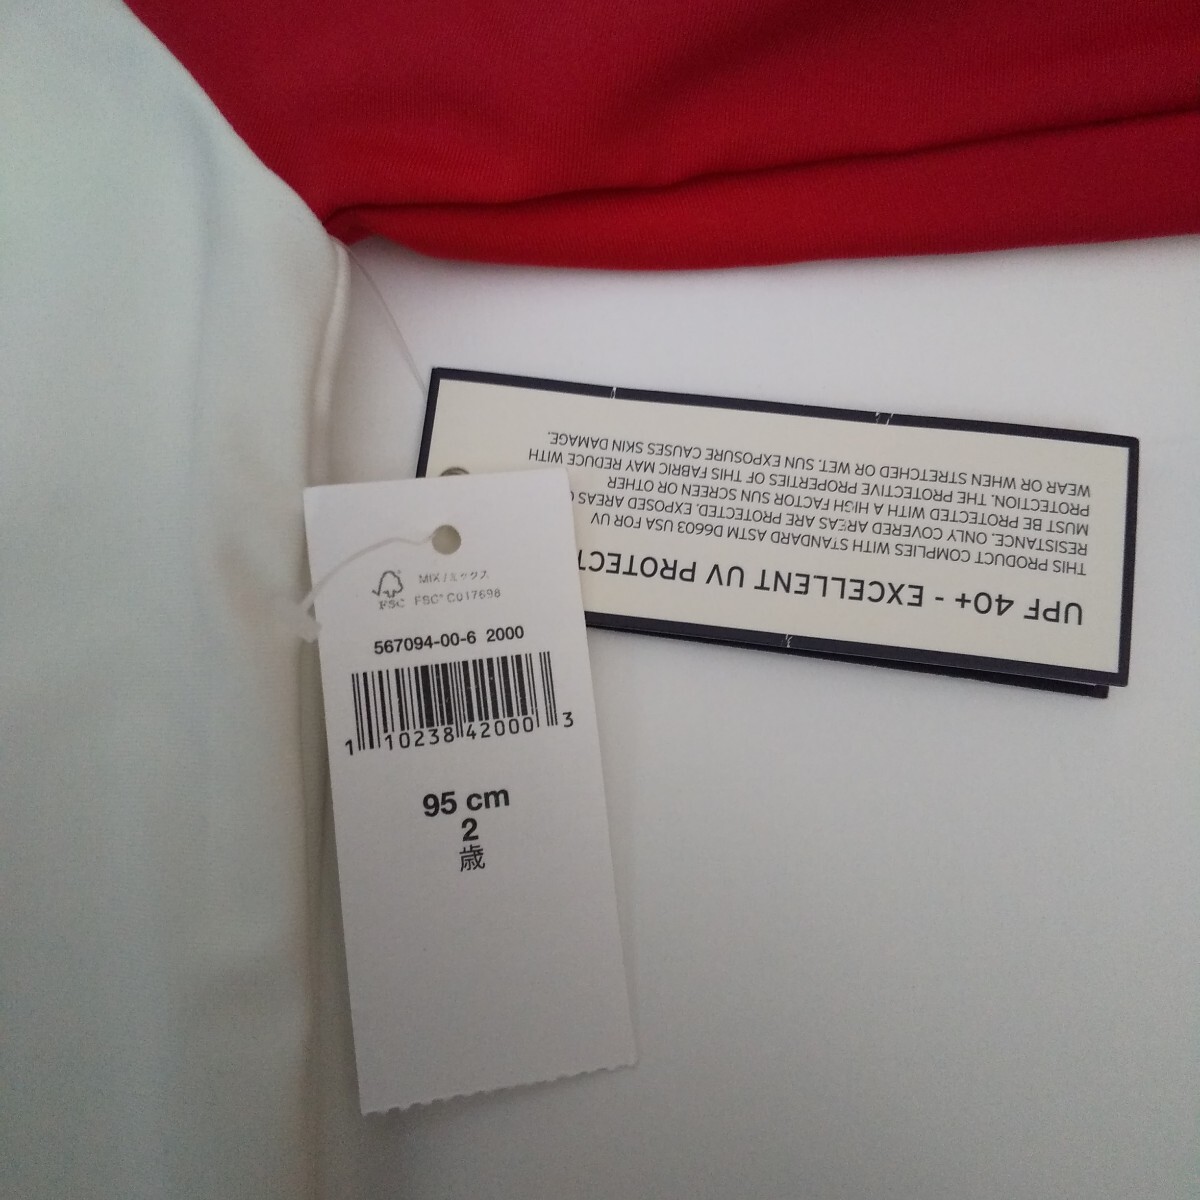 MIX / ミックス
FSC
FSC® C017698
567094-00-6 2000
1 10238 42000 3
95 cm
2
歳
UPF 40+ - EXCELLENT UV PROTECT
THIS PRODUCT COMPLIES WITH STANDARD ASTM D6603 USA FOR UV
RESISTANCE. ONLY COVERED AREAS ARE PROTECTED. EXPOSED AREAS
MUST BE PROTECTED WITH A HIGH FACTOR SUN SCREEN OR OTHER
PROTECTION. THE PROTECTIVE PROPERTIES OF THIS FABRIC MAY REDUCE WITH
WEAR OR WHEN STRETCHED OR WET. SUN EXPOSURE CAUSES SKIN DAMAGE.